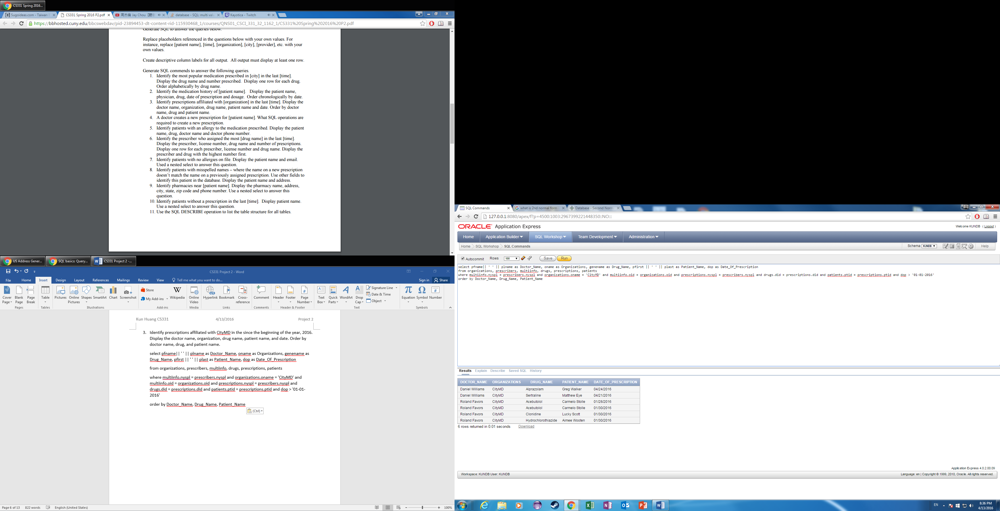 CS331 Spring 2016...
Sugoideas.com - Taiwan
CS331 Spring 2016 P2.pdf
周杰倫 Jay Chou
database - SQL: multi val
Kayotica - Twitch
https://bbhosted.cuny.edu/bbcswebdav/pid-23894453-dt-content-rid-115930468_1/courses/QNS01_CSCI_331_32_1162_1/CS331%20Spring%202016%20P2.pdf
Generate SQL to answer the queries below.
Replace placeholders referenced in the questions below with your own values. For
instance, replace [patient name], [time], [organization], [city], [provider], etc. with your
own values.
Create descriptive column labels for all output. All output must display at least one row.
Generate SQL commands to answer the following queries.
1. Identify the most popular medication prescribed in [city] in the last [time].
Display the drug name and number prescribed. Display one row for each drug.
Order alphabetically by drug name.
2. Identify the medication history of [patient name]. Display the patient name,
physician, drug, date of prescription and dosage. Order chronologically by date.
3. Identify prescriptions affiliated with [organization] in the last [time]. Display the
doctor name, organization, drug name, patient name and date. Order by doctor
name, drug and patient name.
4. A doctor creates a new prescription for [patient name]. What SQL operations are
required to create a new prescription.
5. Identify patients with an allergy to the medication prescribed. Display the patient
name, drug, doctor name and doctor phone number.
6. Identify the prescriber who assigned the most [drug name] in the last [time].
Display the prescriber, license number, drug name and number of prescriptions.
Display one row for each prescriber, license number and drug name. Display the
prescriber and drug with the highest number first.
7. Identify patients with no allergies on file. Display the patient name and email.
Used a nested select to answer this question.
8. Identify patients with misspelled names – where the name on a new prescription
doesn't match the name on a previously assigned prescription. Use other fields to
identify this patient in the database. Display the patient name and address.
9. Identify pharmacies near [patient name]. Display the pharmacy name, address,
city, state, zip code and phone number. Use a nested select to answer this
question.
10. Identify patients without a prescription in the last [time]. Display patient name.
Use a nested select to answer this question.
11. Use the SQL DESCRIBE operation to list the table structure for all tables.
US Address Gener...
SQL basics: Query...
CS331 Project 2 -...
CS331 Project 2 - Word
File Home Insert Design Layout References Mailings Review View Tell me what you want to do... Sign in Share
Cover Page
Blank Page
Page Break
Table
Pictures
Online Pictures
Shapes
SmartArt
Chart
Screenshot
Store
My Add-ins
Wikipedia
Online Video
Hyperlink
Bookmark
Cross-reference
Comment
Header
Footer
Page Number
Text Box
Quick Parts
WordArt
Drop Cap
Signature Line
Date & Time
Object
Equation
Symbol
Number
Pages Tables Illustrations Add-ins Media Links Comments Header & Footer Text Symbols
Kun Huang CS331 4/13/2016 Project 2
3. Identify prescriptions affiliated with CityMD in the since the beginning of the year, 2016.
Display the doctor name, organization, drug name, patient name, and date. Order by
doctor name, drug, and patient name.
select pfname|| ' ' || plname as Doctor_Name, oname as Organizations, genename as
Drug_Name, pfirst || ' ' || plast as Patient_Name, dop as Date_Of_Prescription
from organizations, prescribers, multiinfo, drugs, prescriptions, patients
where multiinfo.nyspl = prescribers.nyspl and organizations.oname = 'CityMD' and
multiinfo.oid = organizations.oid and prescriptions.nyspl = prescribers.nyspl and
drugs.did = prescriptions.did and patients.ptid = prescriptions.ptid and dop > '01-01-
2016'
order by Doctor_Name, Drug_Name, Patient_Name
(Ctrl)
Page 6 of 13 822 words English (United States) 100%
SQL Commands
what is 2nd normal form
Database - Second Norm
127.0.0.1:8080/apex/f?p=4500:1003:2967399221448350::NO:::
ORACLE Application Express
Welcome KUNDB ( Logout )
Home Application Builder SQL Workshop Team Development Administration
Home SQL Workshop SQL Commands
Schema KUNDB Help
Autocommit Rows 100 Save Run
select pfname|| ' ' || plname as Doctor_Name, oname as Organizations, genename as Drug_Name, pfirst || ' ' || plast as Patient_Name, dop as Date_Of_Prescription
from organizations, prescribers, multiinfo, drugs, prescriptions, patients
where multiinfo.nyspl = prescribers.nyspl and organizations.oname = 'CityMD' and multiinfo.oid = organizations.oid and prescriptions.nyspl = prescribers.nyspl and drugs.did = prescriptions.did and patients.ptid = prescriptions.ptid and dop > '01-01-2016'
order by Doctor_Name, Drug_Name, Patient_Name
Results Explain Describe Saved SQL History
DOCTOR_NAME ORGANIZATIONS DRUG_NAME PATIENT_NAME DATE_OF_PRESCRIPTION
Daniel Williams CityMD Alprazolam Greg Walker 04/24/2016
Daniel Williams CityMD Sertraline Matthew Eye 04/21/2016
Roland Favors CityMD Acebutolol Carmelo Stolle 01/28/2016
Roland Favors CityMD Acebutolol Carmelo Stolle 01/30/2016
Roland Favors CityMD Clonidine Lucky Scott 01/30/2016
Roland Favors CityMD Hydrochlorothiazide Aimee Wooten 01/30/2016
6 rows returned in 0.01 seconds Download
Application Express 4.0.2.00.09
Workspace: KUNDB User: KUNDB
Language: en | Copyright © 1999, 2010, Oracle. All rights reserved.
EN
8:36 PM
4/13/2016